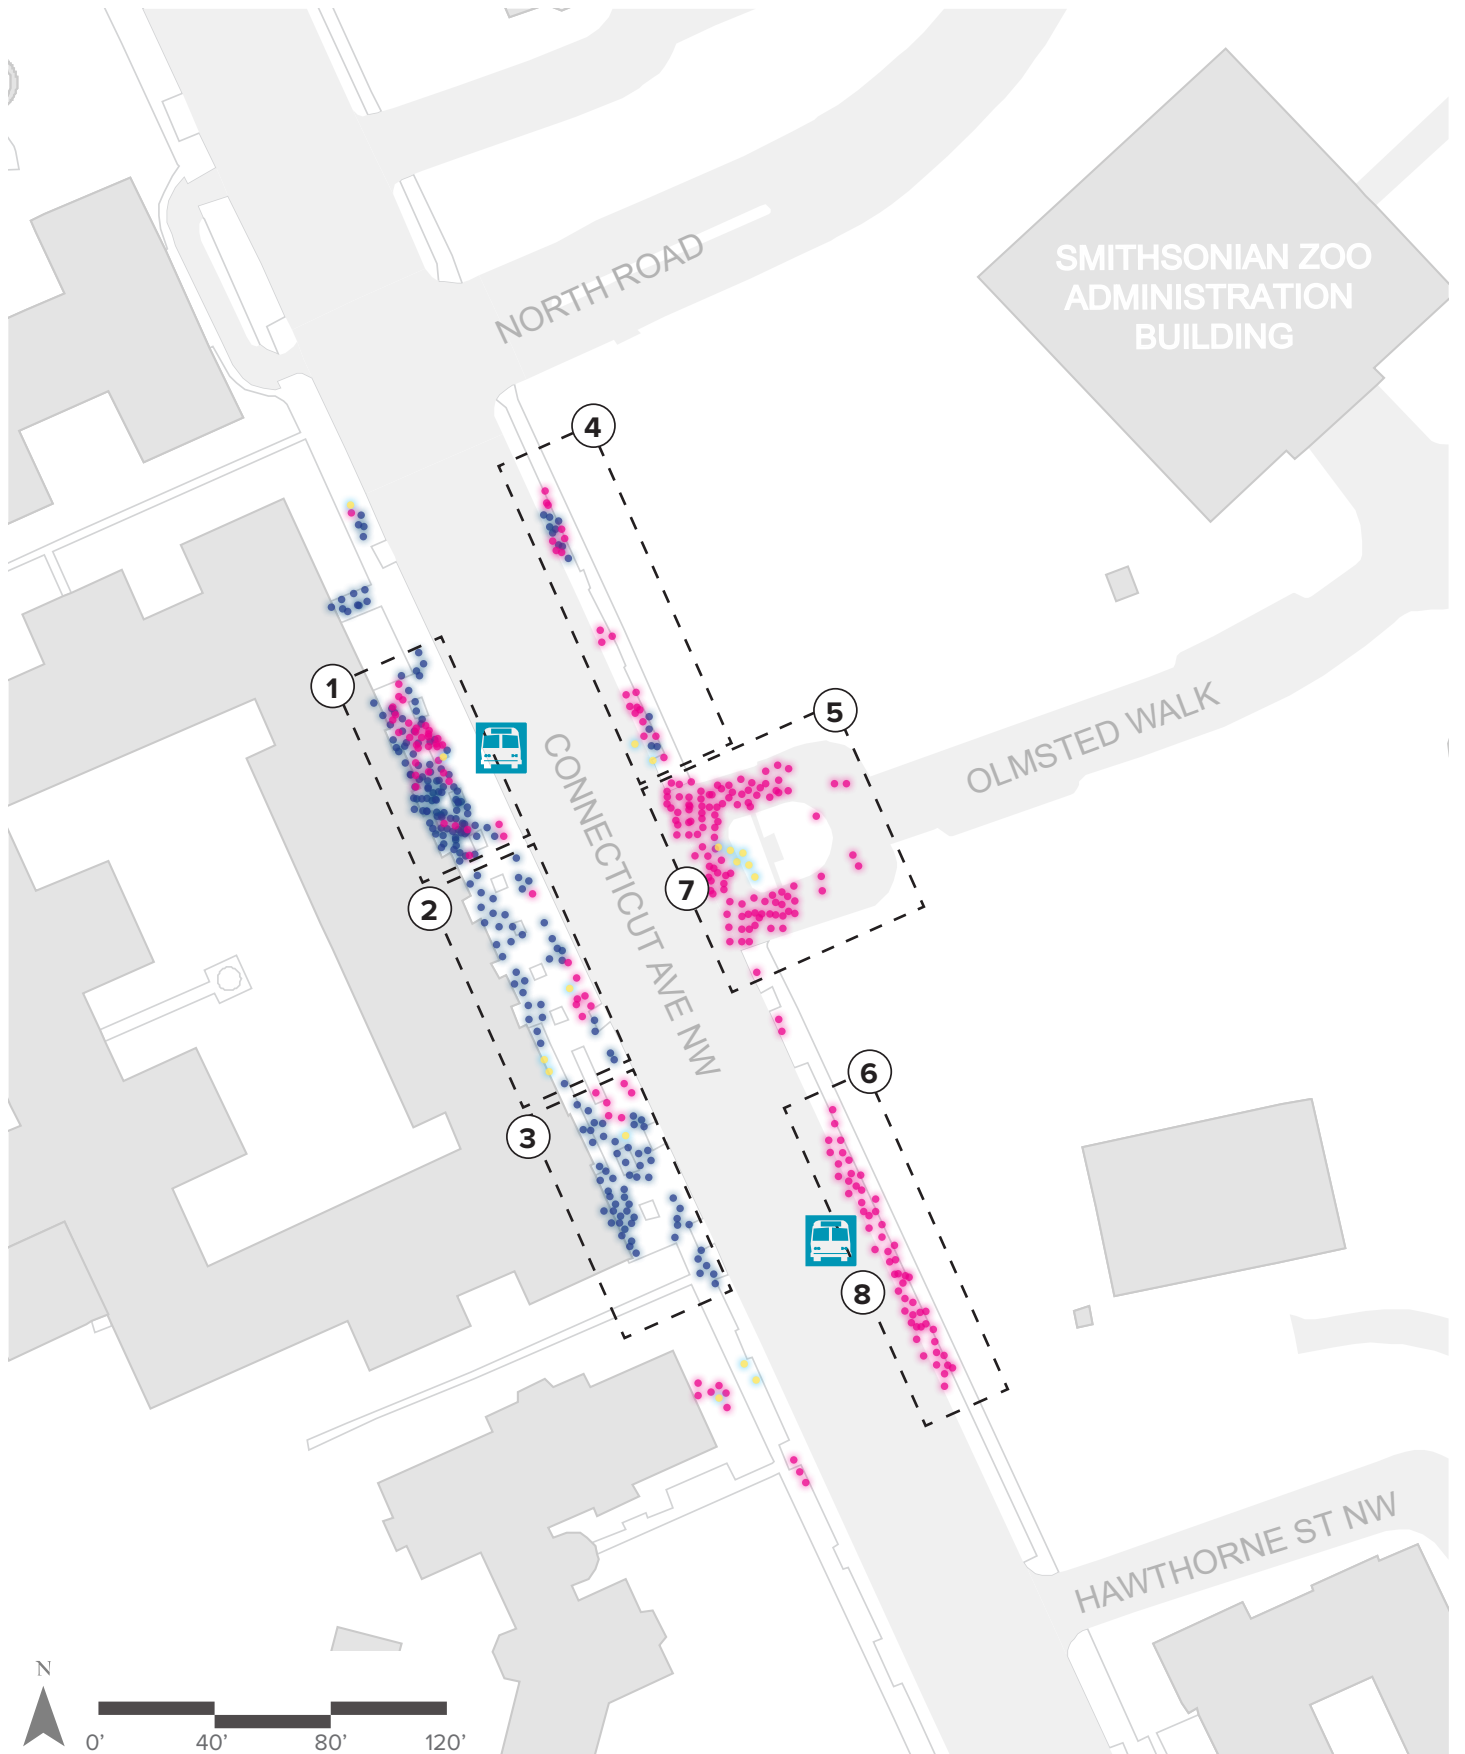 NORTH ROAD
SMITHSONIAN ZOO
ADMINISTRATION
BUILDING
4
1
5
OLMSTED WALK
CONNECTICUT AVE NW
7
2
6
3
8
HAWTHORNE ST NW
N
0’ 40’ 80’ 120’